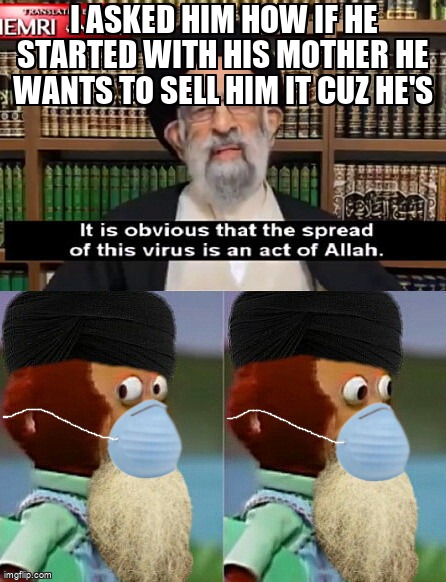 TRANSLATI
MEMRI
I ASKED HIM HOW IF HE
STARTED WITH HIS MOTHER HE
WANTS TO SELL HIM IT CUZ HE'S
It is obvious that the spread
of this virus is an act of Allah.
imgflip.com